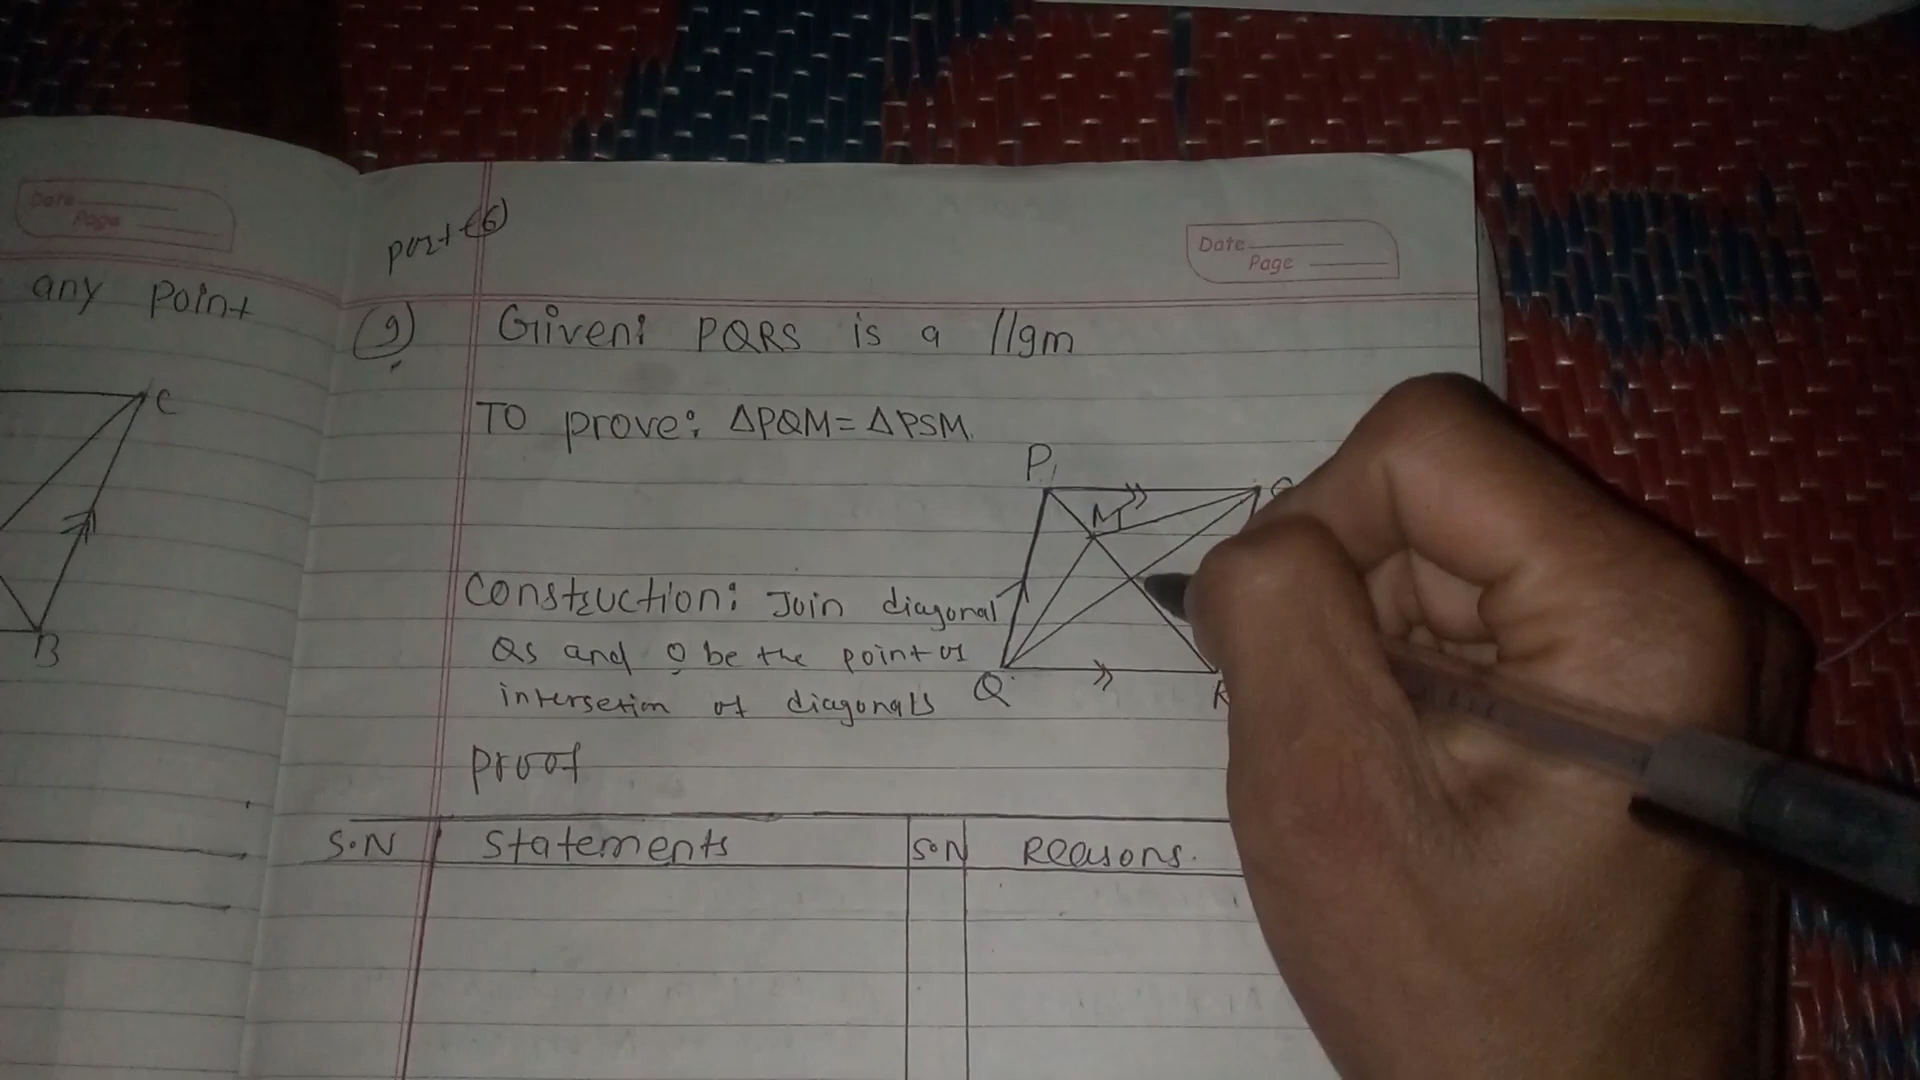 Date
Page
any point
C
B
part-(6)
Date
Page
9) Given: PQRS is a //gm
TO prove: ΔPQM = ΔPSM.
P
M
construction: Join diagonal
QS and O be the point of
intersetion of diagonals
Q
R
proof
S.N statements S.N Reasons.